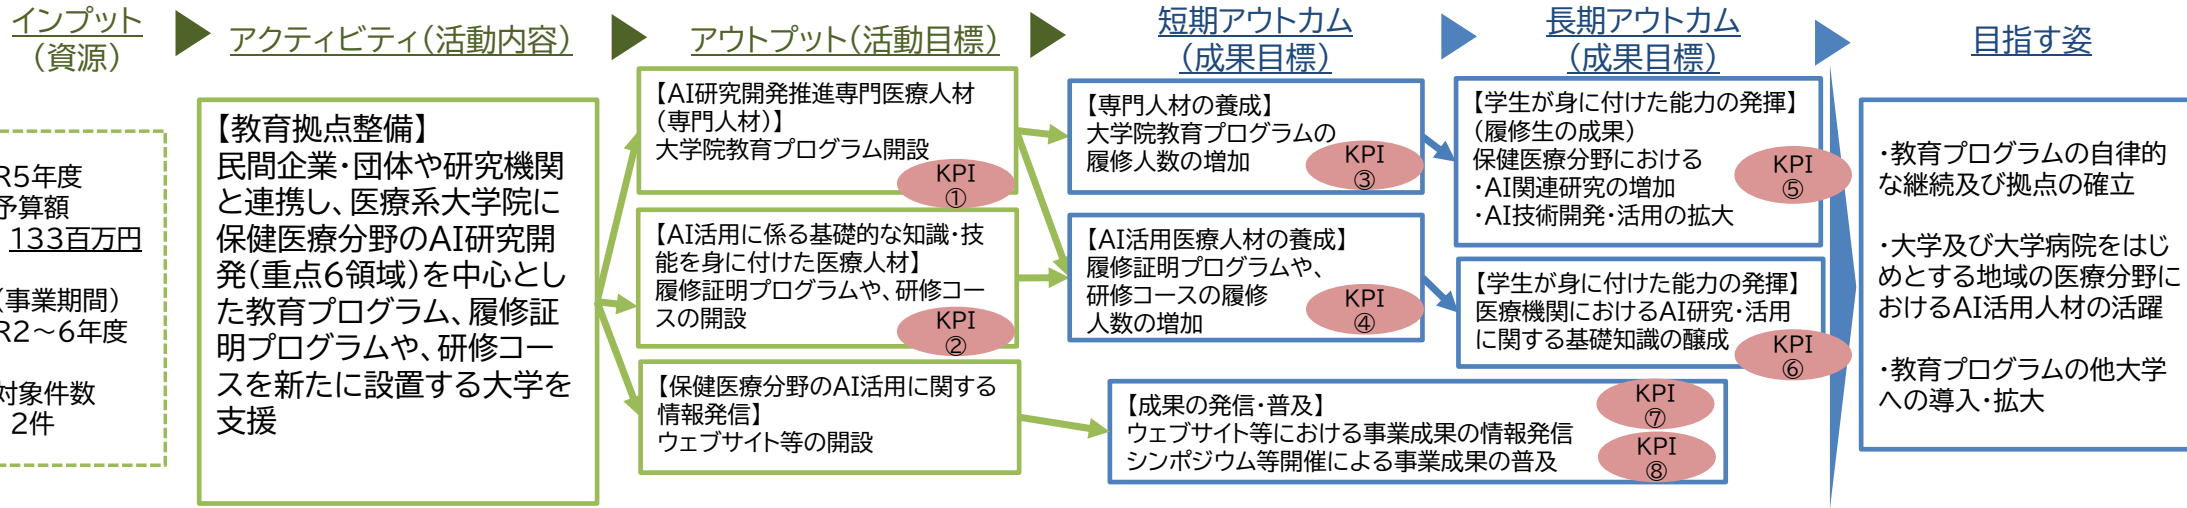 インプット
（資源）
アクティビティ（活動内容）
アウトプット（活動目標）
短期アウトカム
（成果目標）
長期アウトカム
（成果目標）
目指す姿
R5年度
予算額
133百万円
（事業期間）
R2～6年度
対象件数
2件
【教育拠点整備】
民間企業・団体や研究機関
と連携し、医療系大学院に
保健医療分野のAI研究開
発（重点6領域）を中心とし
た教育プログラム、履修証
明プログラムや、研修コー
スを新たに設置する大学を
支援
【AI研究開発推進専門医療人材
（専門人材）】
大学院教育プログラム開設
KPI
①
【AI活用に係る基礎的な知識・技
能を身に付けた医療人材】
履修証明プログラムや、研修コー
スの開設
KPI
②
【保健医療分野のAI活用に関する
情報発信】
ウェブサイト等の開設
【専門人材の養成】
大学院教育プログラムの
履修人数の増加
KPI
③
【AI活用医療人材の養成】
履修証明プログラムや、
研修コースの履修
人数の増加
KPI
④
【学生が身に付けた能力の発揮】
（履修生の成果）
保健医療分野における
・AI関連研究の増加
・AI技術開発・活用の拡大
KPI
⑤
【学生が身に付けた能力の発揮】
医療機関におけるAI研究・活用
に関する基礎知識の醸成
KPI
⑥
【成果の発信・普及】
ウェブサイト等における事業成果の情報発信
シンポジウム等開催による事業成果の普及
KPI
⑦
KPI
⑧
・教育プログラムの自律的
な継続及び拠点の確立
・大学及び大学病院をはじ
めとする地域の医療分野に
おけるAI活用人材の活躍
・教育プログラムの他大学
への導入・拡大